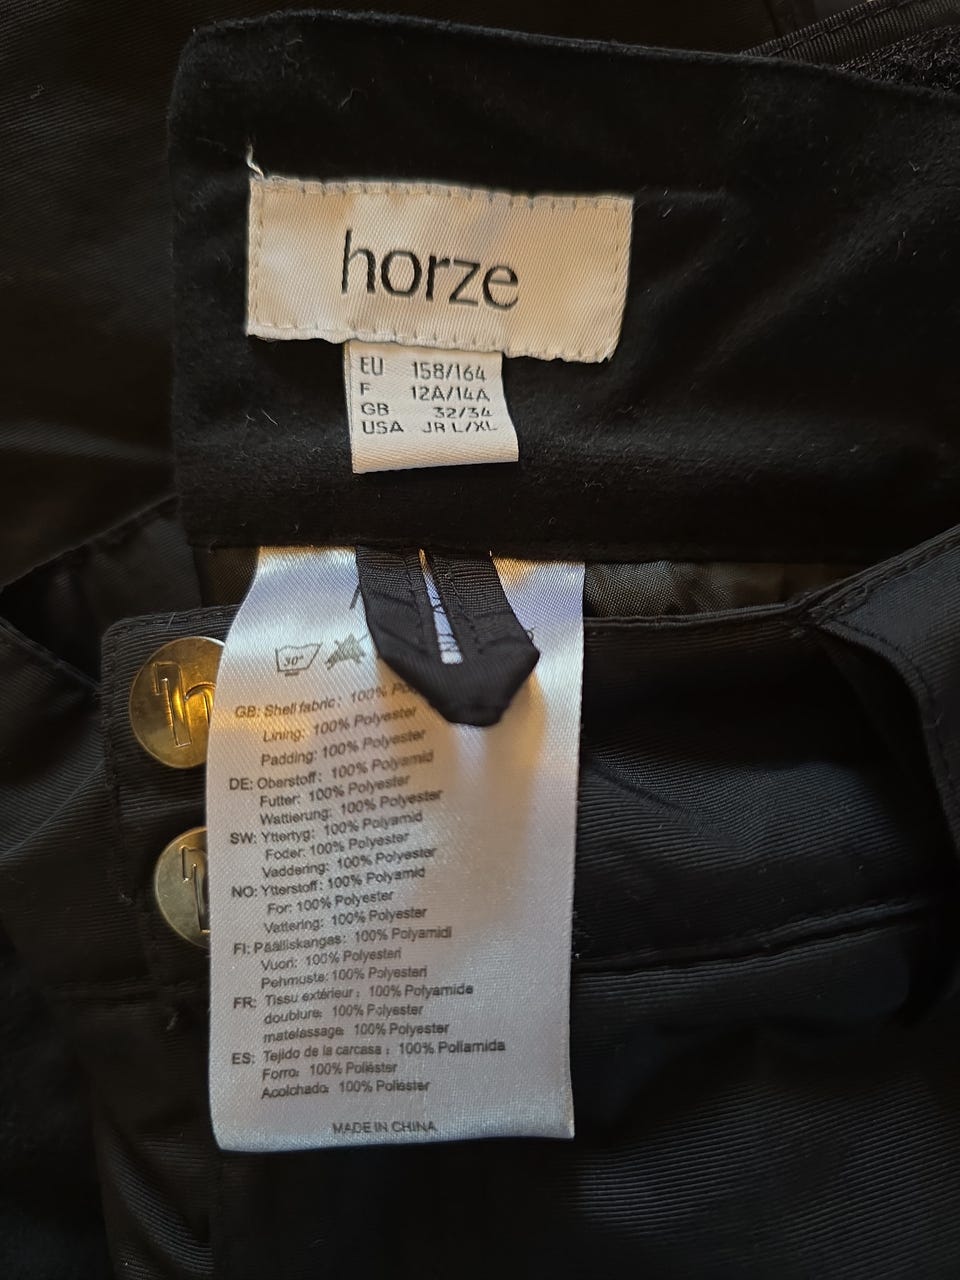 horze
EU 158/164
F 12A/14A
GB 32/34
USA JR L/XL
30°
GB: Shell fabric: 100%
Lining: 100% Polyester
Padding: 100% Polyester
DE: Oberstoff: 100% Polyamid
Futter: 100% Polyester
Wattierung: 100% Polyester
SW: Yttertyg: 100% Polyamid
Foder: 100% Polyester
Vaddering: 100% Polyester
NO: Ytterstoff: 100% Polyamid
For: 100% Polyester
Vattering: 100% Polyester
FI: Päälliskangas: 100% Polyamidi
Vuori: 100% Polyesteri
Pehmuste: 100% Polyesteri
FR: Tissu extérieur: 100% Polyamide
doublure: 100% Polyester
matelassage: 100% Polyester
ES: Tejido de la carcasa: 100% Poliamida
Forro: 100% Poliéster
Acolchado: 100% Poliéster
MADE IN CHINA